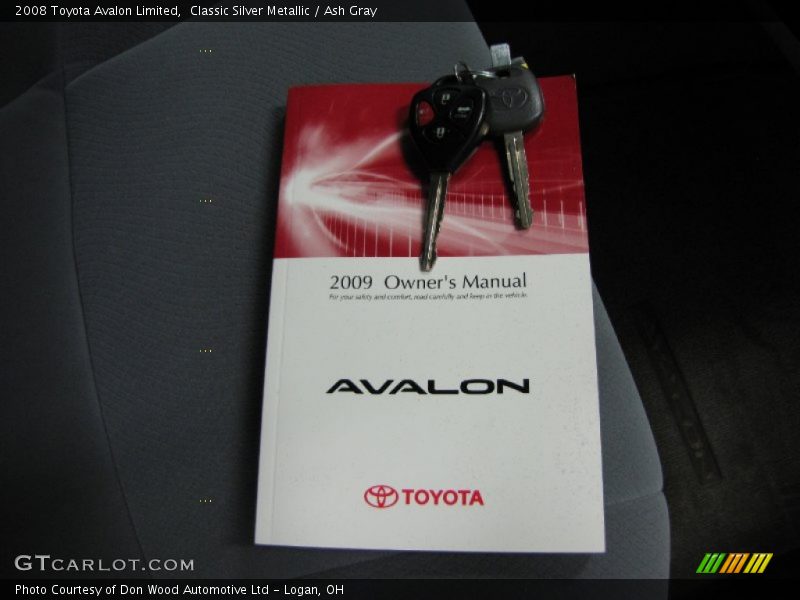 2008 Toyota Avalon Limited,  Classic Silver Metallic / Ash Gray
2009 Owner's Manual
For your safety and comfort, read carefully and keep in the vehicle.
AVALON
TOYOTA
GTCARLOT.COM
Photo Courtesy of Don Wood Automotive Ltd - Logan, OH